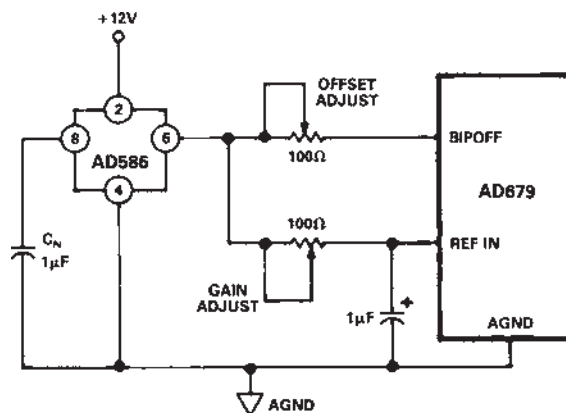 +12V
2
8
6
AD586
4
C_N
1µF
OFFSET
ADJUST
100Ω
BIPOFF
AD679
100Ω
REF IN
GAIN
ADJUST
1µF
+
AGND
AGND